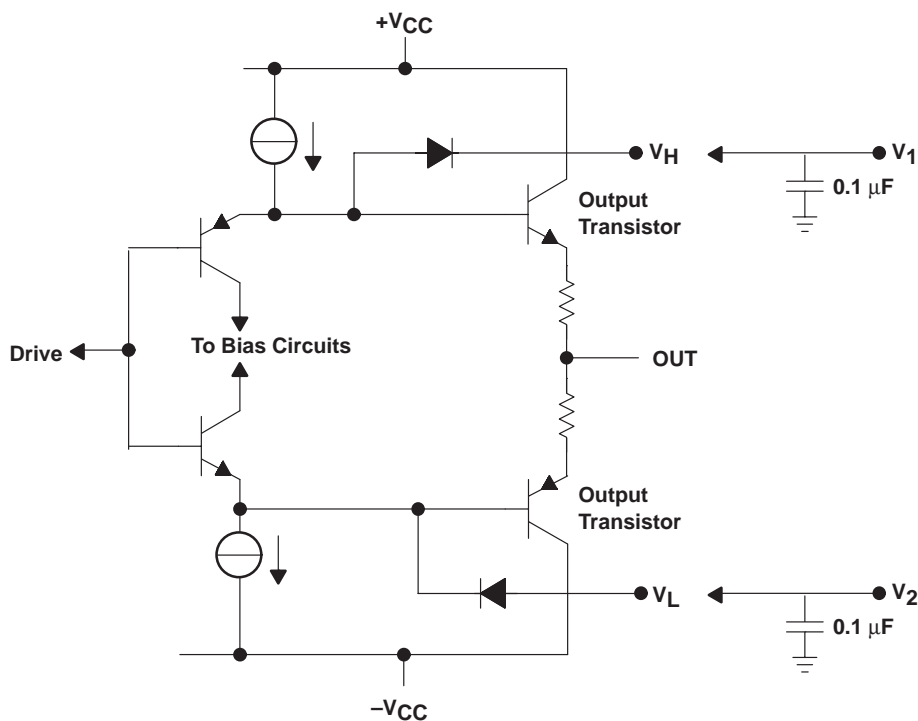 +VCC
VH
V1
0.1 μF
Output
Transistor
Drive
To Bias Circuits
OUT
Output
Transistor
VL
V2
0.1 μF
–VCC